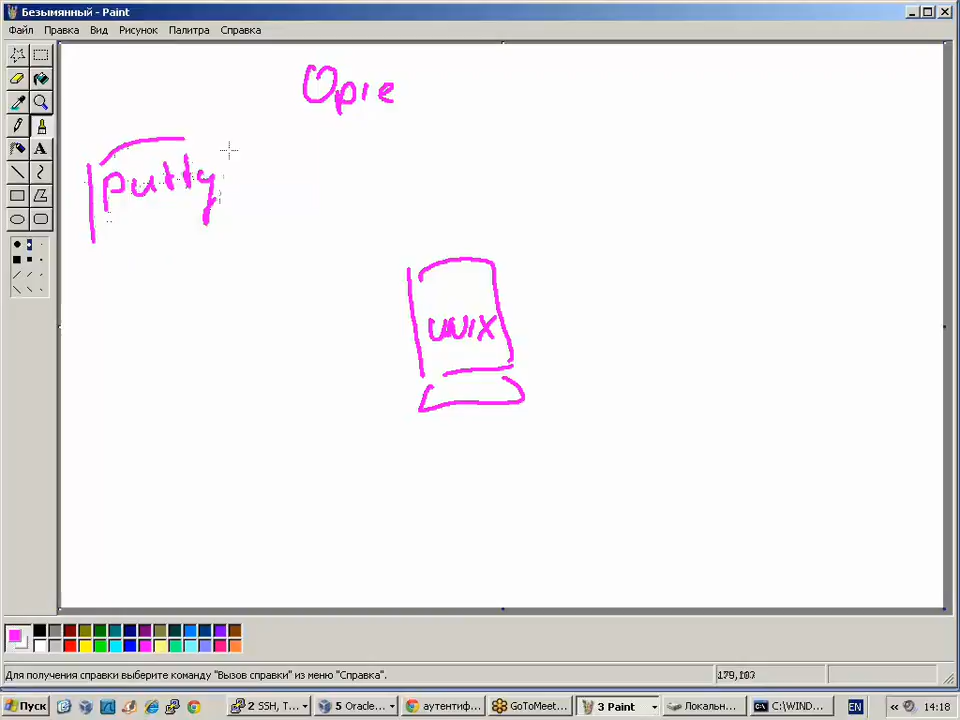 Безымянный - Paint
Файл Правка Вид Рисунок Палитра Справка
Opie
putty
UNIX
Для получения справки выберите команду "Вызов справки" из меню "Справка".
179,183
Пуск 2 SSH, T... 5 Oracle... аутентиф... GoToMeet... 3 Paint Локальн... C:\WIND... EN « 14:18